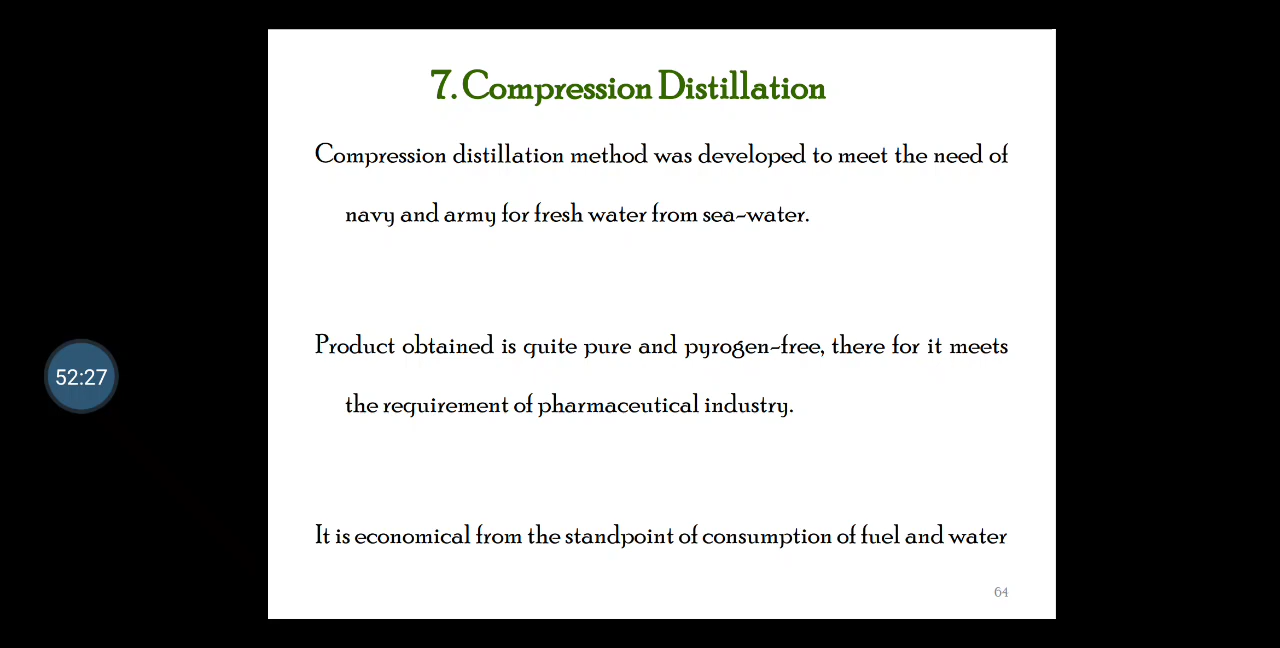 7. Compression Distillation
Compression distillation method was developed to meet the need of
navy and army for fresh water from sea-water.
52:27
Product obtained is quite pure and pyrogen-free, there for it meets
the requirement of pharmaceutical industry.
It is economical from the standpoint of consumption of fuel and water
64